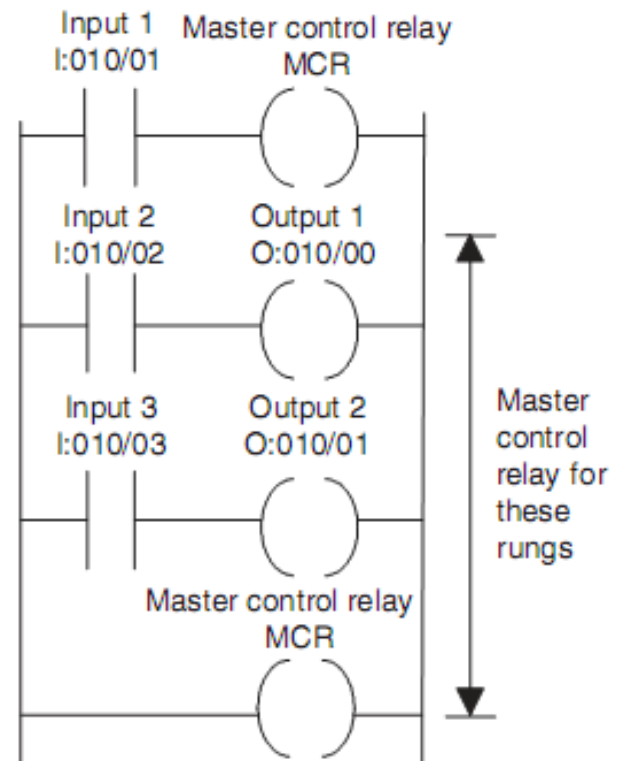 Input 1
I:010/01
Master control relay
MCR
Input 2
I:010/02
Output 1
O:010/00
Input 3
I:010/03
Output 2
O:010/01
Master
control
relay for
these
rungs
Master control relay
MCR